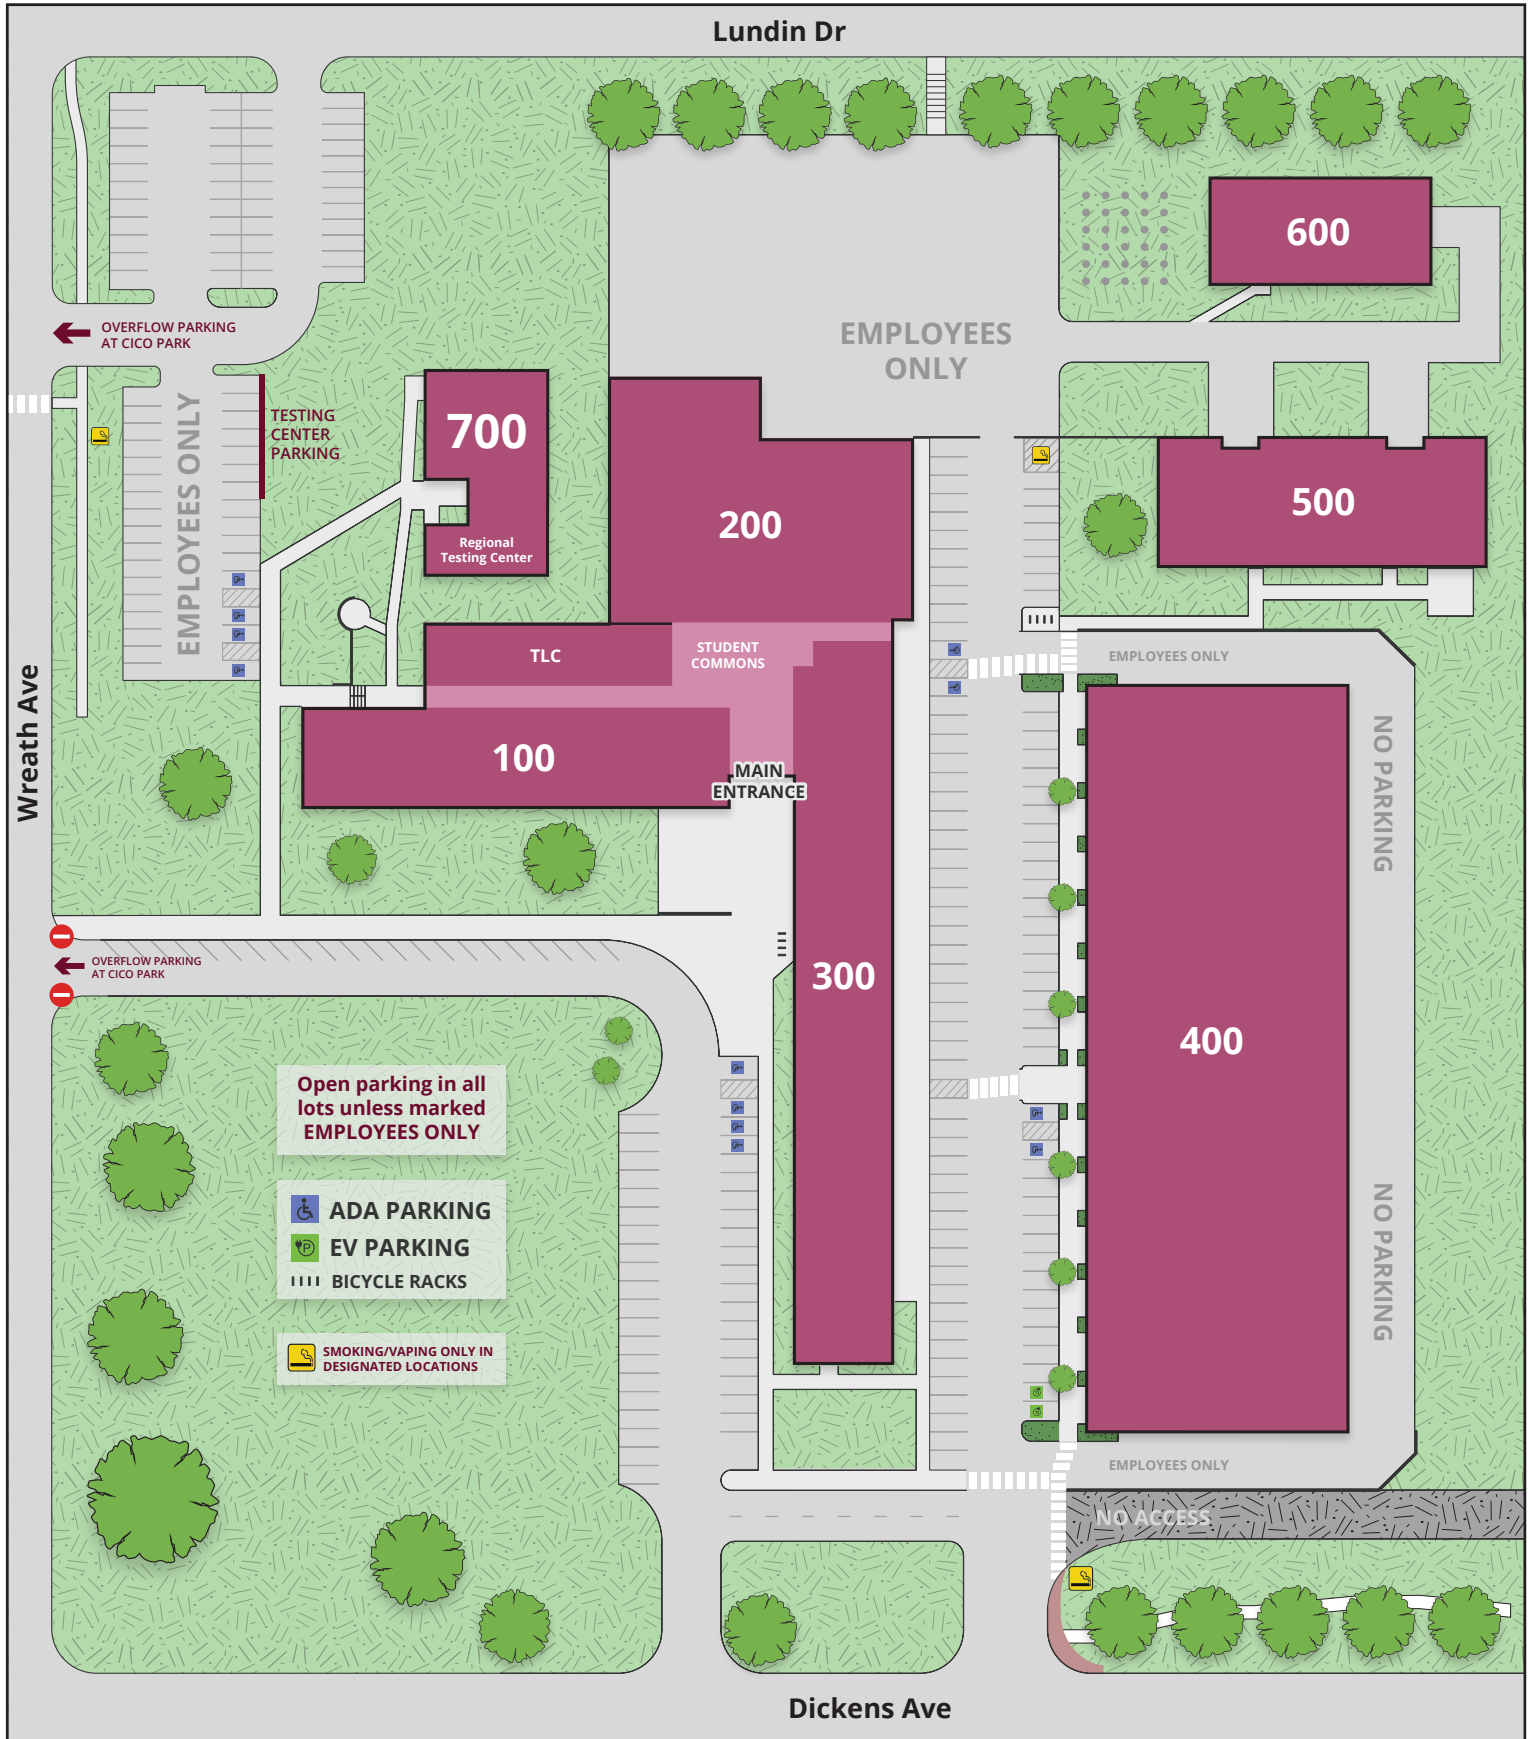 Lundin Dr
600
OVERFLOW PARKING
AT CICO PARK
EMPLOYEES
ONLY
EMPLOYEES ONLY
TESTING
CENTER
PARKING
700
Regional
Testing Center
200
500
TLC
STUDENT
COMMONS
EMPLOYEES ONLY
Wreath Ave
100
MAIN
ENTRANCE
NO PARKING
300
400
OVERFLOW PARKING
AT CICO PARK
Open parking in all
lots unless marked
EMPLOYEES ONLY
ADA PARKING
EV PARKING
BICYCLE RACKS
SMOKING/VAPING ONLY IN
DESIGNATED LOCATIONS
NO PARKING
EMPLOYEES ONLY
NO ACCESS
Dickens Ave